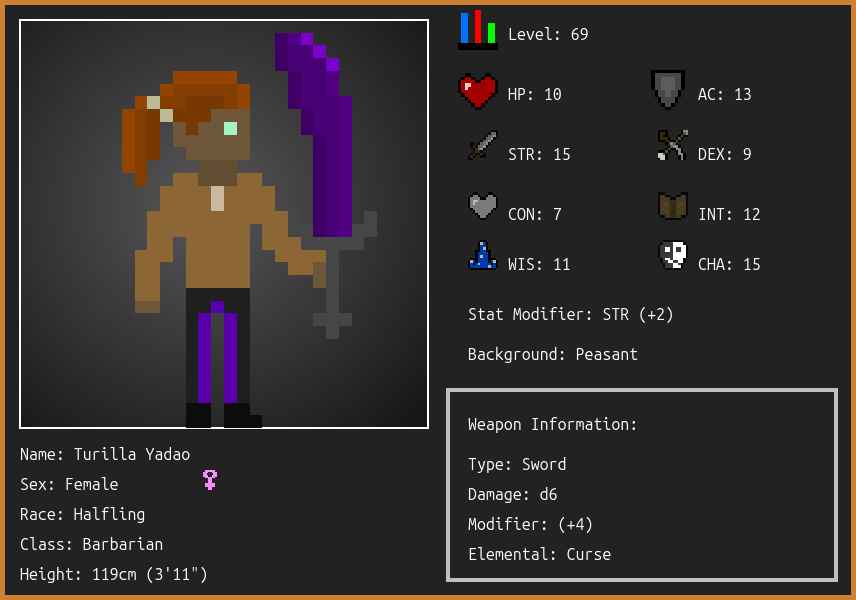 Level: 69
HP: 10
AC: 13
STR: 15
DEX: 9
CON: 7
INT: 12
WIS: 11
CHA: 15
Stat Modifier: STR (+2)
Background: Peasant
Weapon Information:
Type: Sword
Damage: d6
Modifier: (+4)
Elemental: Curse
Name: Turilla Yadao
Sex: Female
Race: Halfling
Class: Barbarian
Height: 119cm (3'11")